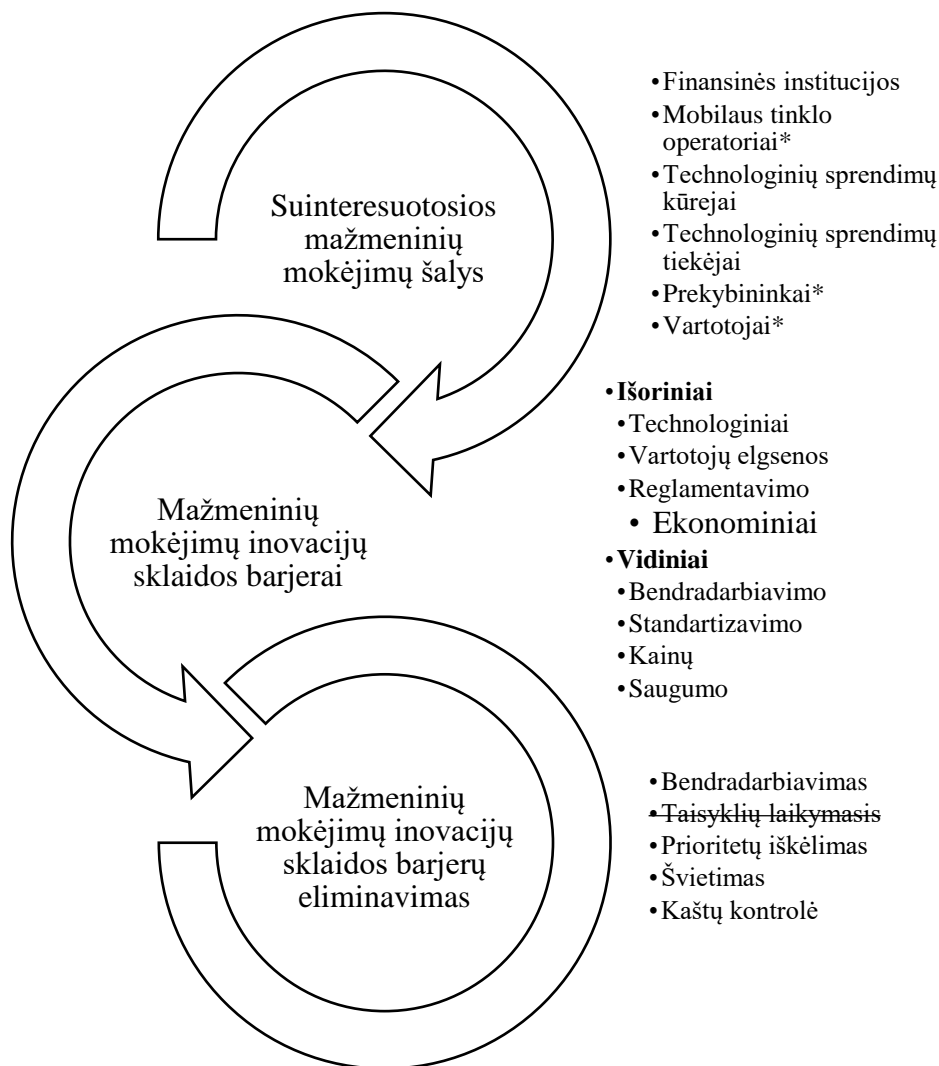 Suinteresuotosios
mažmeninių
mokėjimų šalys
•Finansinės institucijos
•Mobilaus tinklo
operatoriai*
•Technologinių sprendimų
kūrejai
•Technologinių sprendimų
tiekėjai
•Prekybininkai*
•Vartotojai*
Mažmeninių
mokėjimų inovacijų
sklaidos barjerai
•Išoriniai
•Technologiniai
•Vartotojų elgsenos
•Reglamentavimo
• Ekonominiai
•Vidiniai
•Bendradarbiavimo
•Standartizavimo
•Kainų
•Saugumo
Mažmeninių
mokėjimų inovacijų
sklaidos barjerų
eliminavimas
•Bendradarbiavimas
•Taisyklių laikymasis
•Prioritetų iškėlimas
•Švietimas
•Kaštų kontrolė